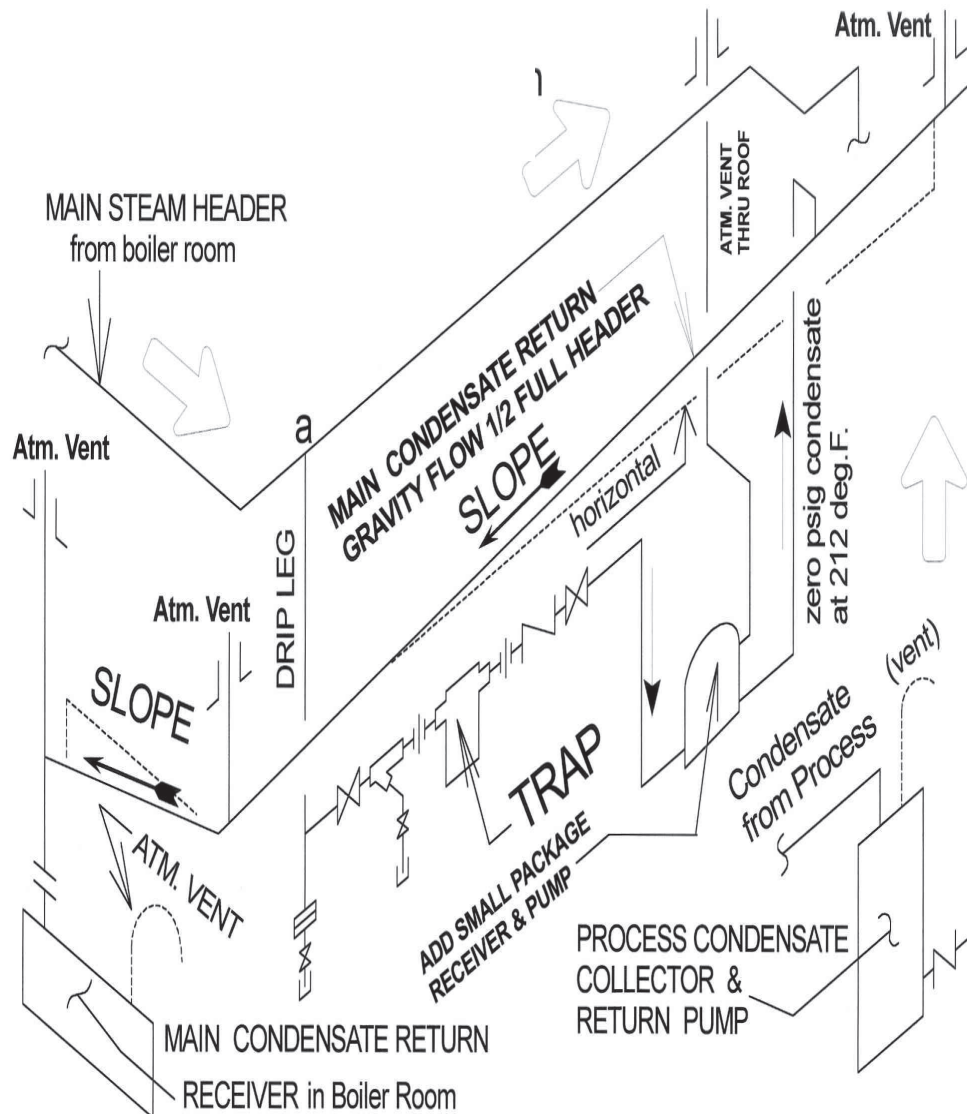 Atm. Vent
MAIN STEAM HEADER
from boiler room
ATM. VENT
THRU ROOF
MAIN CONDENSATE RETURN
GRAVITY FLOW 1/2 FULL HEADER
SLOPE
horizontal
zero psig condensate
at 212 deg.F.
a
Atm. Vent
DRIP LEG
Atm. Vent
SLOPE
TRAP
Condensate
from Process
(vent)
ATM. VENT
ADD SMALL PACKAGE
RECEIVER & PUMP
PROCESS CONDENSATE
COLLECTOR &
RETURN PUMP
MAIN CONDENSATE RETURN
RECEIVER in Boiler Room